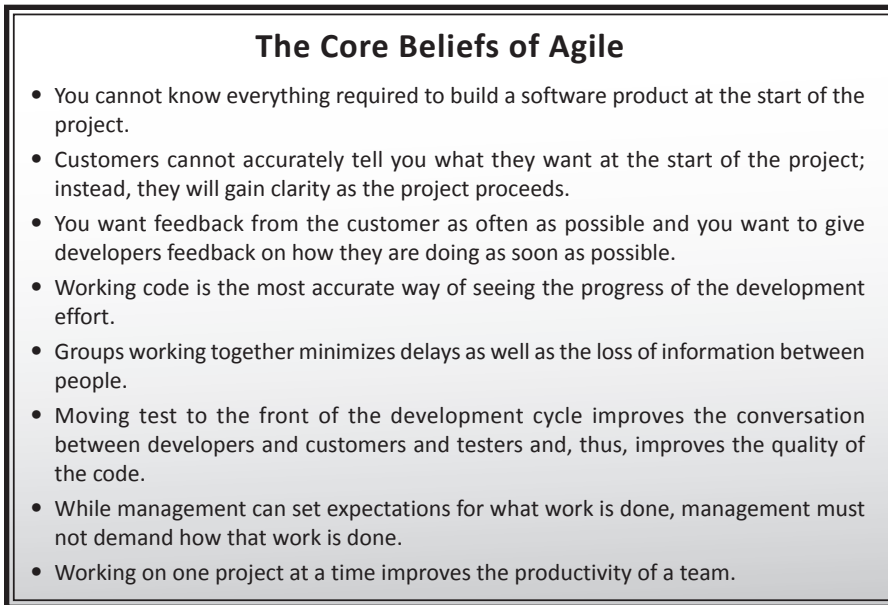 The Core Beliefs of Agile
• You cannot know everything required to build a software product at the start of the
project.
• Customers cannot accurately tell you what they want at the start of the project;
instead, they will gain clarity as the project proceeds.
• You want feedback from the customer as often as possible and you want to give
developers feedback on how they are doing as soon as possible.
• Working code is the most accurate way of seeing the progress of the development
effort.
• Groups working together minimizes delays as well as the loss of information between
people.
• Moving test to the front of the development cycle improves the conversation
between developers and customers and testers and, thus, improves the quality of
the code.
• While management can set expectations for what work is done, management must
not demand how that work is done.
• Working on one project at a time improves the productivity of a team.